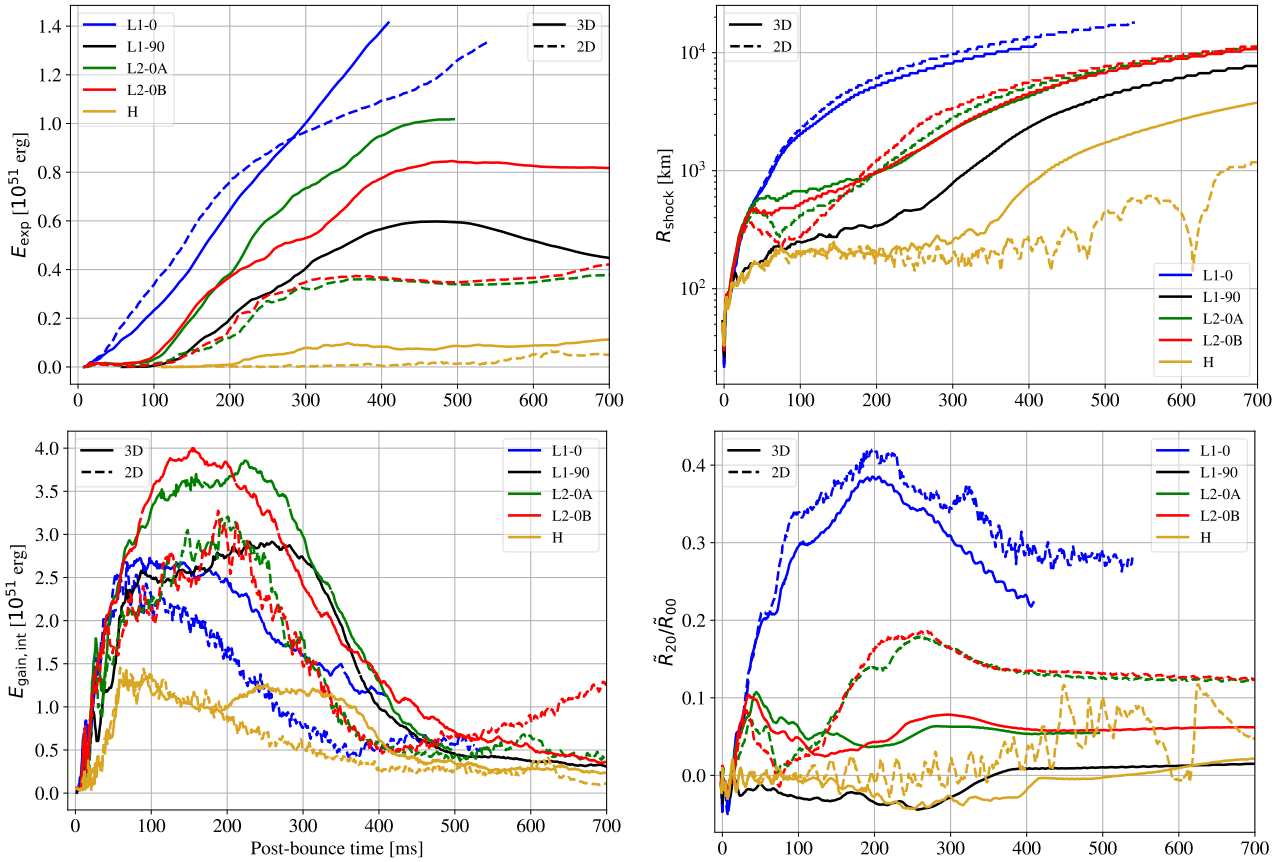 1.4
1.2
1.0
0.8
0.6
0.4
0.2
0.0
E_exp [10^51 erg]
L1-0
L1-90
L2-0A
L2-0B
H
3D
2D
0 100 200 300 400 500 600 700
10^4
10^3
10^2
R_shock [km]
3D
2D
L1-0
L1-90
L2-0A
L2-0B
H
0 100 200 300 400 500 600 700
4.0
3.5
3.0
2.5
2.0
1.5
1.0
0.5
0.0
E_gain, int [10^51 erg]
3D
2D
L1-0
L1-90
L2-0A
L2-0B
H
0 100 200 300 400 500 600 700
Post-bounce time [ms]
0.4
0.3
0.2
0.1
0.0
R̃_20/R̃_00
3D
2D
L1-0
L1-90
L2-0A
L2-0B
H
0 100 200 300 400 500 600 700
Post-bounce time [ms]